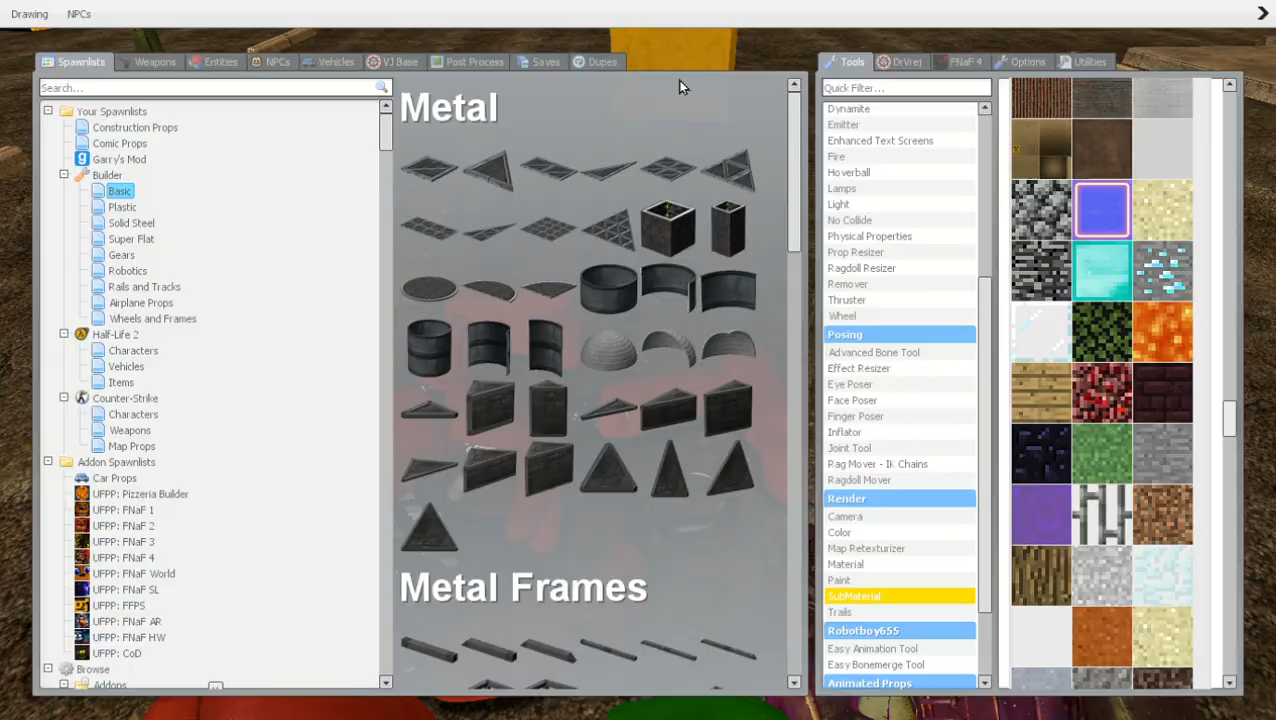 Drawing NPCs
Spawnlists Weapons Entities NPCs Vehicles VJ Base Post Process Saves Dupes
Search...
Your Spawnlists
Construction Props
Comic Props
Garry's Mod
Builder
Basic
Plastic
Solid Steel
Super Flat
Gears
Robotics
Rails and Tracks
Airplane Props
Wheels and Frames
Half-Life 2
Characters
Vehicles
Items
Counter-Strike
Characters
Weapons
Map Props
Addon Spawnlists
Car Props
UFPP: Pizzeria Builder
UFPP: FNaF 1
UFPP: FNaF 2
UFPP: FNaF 3
UFPP: FNaF 4
UFPP: FNaF World
UFPP: FNaF SL
UFPP: FFPS
UFPP: FNaF AR
UFPP: FNaF HW
UFPP: CoD
Browse
Addons
Metal
Metal Frames
Tools DrVrej FNaF 4 Options Utilities
Quick Filter...
Dynamite
Emitter
Enhanced Text Screens
Fire
Hoverball
Lamps
Light
No Collide
Physical Properties
Prop Resizer
Ragdoll Resizer
Remover
Thruster
Wheel
Posing
Advanced Bone Tool
Effect Resizer
Eye Poser
Face Poser
Finger Poser
Inflator
Joint Tool
Rag Mover - IK Chains
Ragdoll Mover
Render
Camera
Color
Map Retexturizer
Material
Paint
SubMaterial
Trails
Robotboy655
Easy Animation Tool
Easy Bonemerge Tool
Animated Props